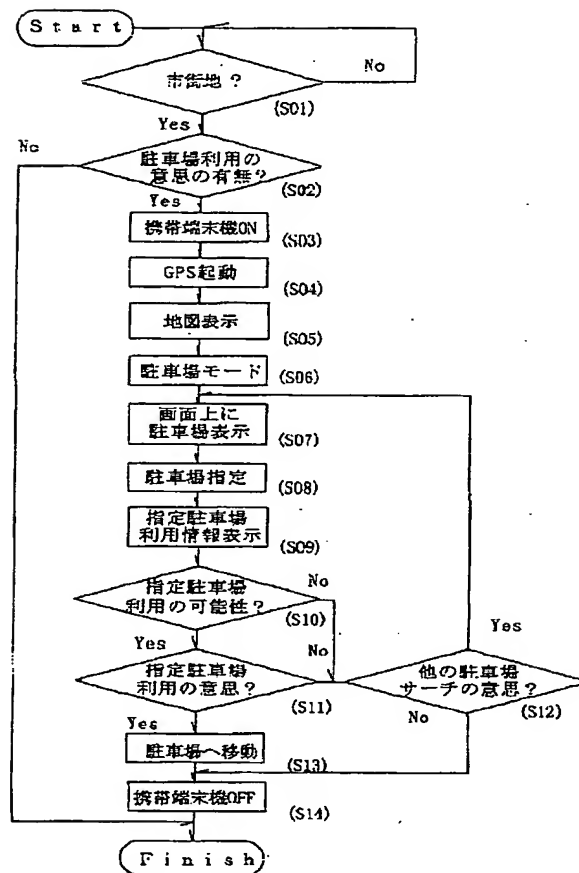 Start
市街地?
No
(S01)
Yes
No
駐車場利用の
意思の有無?
(S02)
Yes
携帯端末機ON
(S03)
GPS起動
(S04)
地図表示
(S05)
駐車場モード
(S06)
画面上に
駐車場表示
(S07)
駐車場指定
(S08)
指定駐車場
利用情報表示
(S09)
指定駐車場
利用の可能性?
No
(S10)
Yes
No
Yes
指定駐車場
利用の意思?
(S11)
他の駐車場
サーチの意思?
(S12)
Yes
No
駐車場へ移動
(S13)
携帯端末機OFF
(S14)
Finish